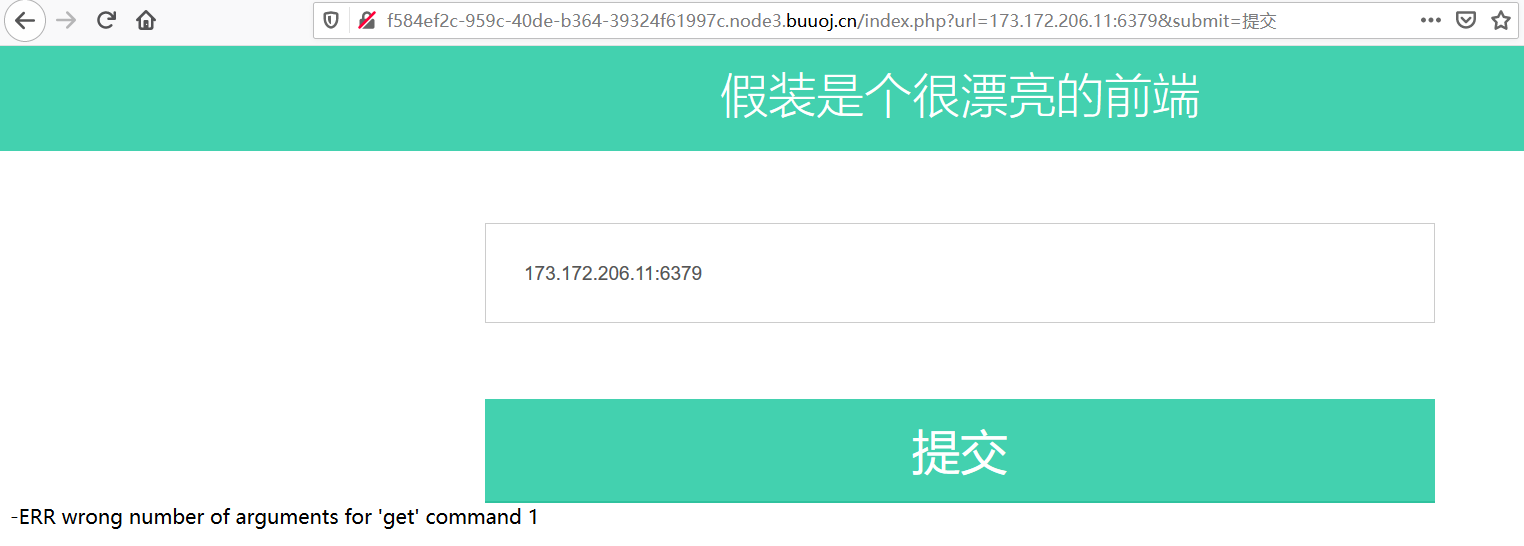 f584ef2c-959c-40de-b364-39324f61997c.node3.buuoj.cn/index.php?url=173.172.206.11:6379&submit=提交
假装是个很漂亮的前端
173.172.206.11:6379
提交
-ERR wrong number of arguments for 'get' command 1